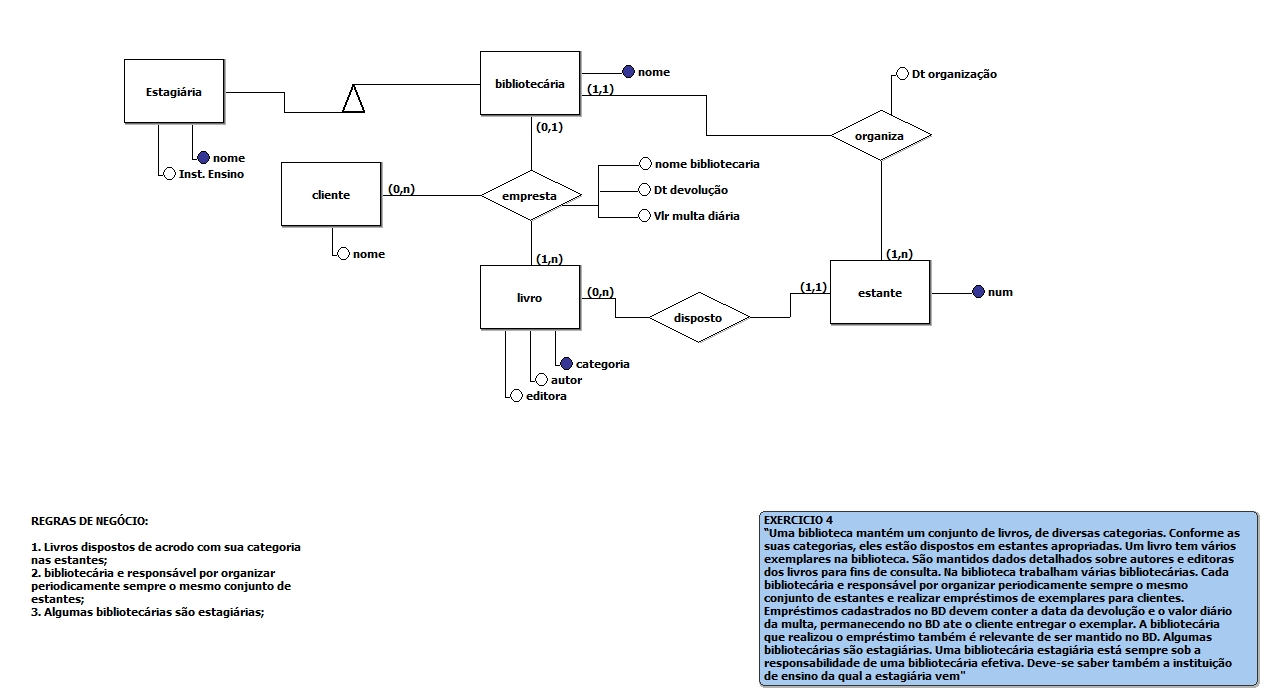 Dt organização
nome
bibliotecária
Estagiária
(1,1)
(0,1)
organiza
nome
Inst. Ensino
nome bibliotecaria
cliente
(0,n)
empresta
Dt devolução
Vlr multa diária
nome
(1,n)
(1,n)
livro
(0,n)
(1,1)
estante
num
disposto
categoria
autor
editora
REGRAS DE NEGÓCIO:
1. Livros dispostos de acrodo com sua categoria
nas estantes;
2. bibliotecária e responsável por organizar
periodicamente sempre o mesmo conjunto de
estantes;
3. Algumas bibliotecárias são estagiárias;
EXERCICIO 4
"Uma biblioteca mantém um conjunto de livros, de diversas categorias. Conforme as
suas categorias, eles estão dispostos em estantes apropriadas. Um livro tem vários
exemplares na biblioteca. São mantidos dados detalhados sobre autores e editoras
dos livros para fins de consulta. Na biblioteca trabalham várias bibliotecárias. Cada
bibliotecária e responsável por organizar periodicamente sempre o mesmo
conjunto de estantes e realizar empréstimos de exemplares para clientes.
Empréstimos cadastrados no BD devem conter a data da devolução e o valor diário
da multa, permanecendo no BD ate o cliente entregar o exemplar. A bibliotecária
que realizou o empréstimo também é relevante de ser mantido no BD. Algumas
bibliotecárias são estagiárias. Uma bibliotecária estagiária está sempre sob a
responsabilidade de uma bibliotecária efetiva. Deve-se saber também a instituição
de ensino da qual a estagiária vem"